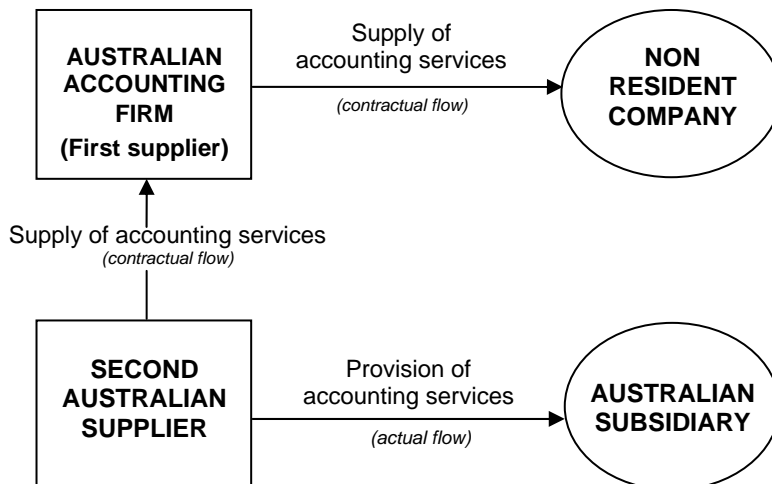 AUSTRALIAN
ACCOUNTING
FIRM
(First supplier)
Supply of
accounting services
(contractual flow)
NON
RESIDENT
COMPANY
Supply of accounting services
(contractual flow)
SECOND
AUSTRALIAN
SUPPLIER
Provision of
accounting services
(actual flow)
AUSTRALIAN
SUBSIDIARY